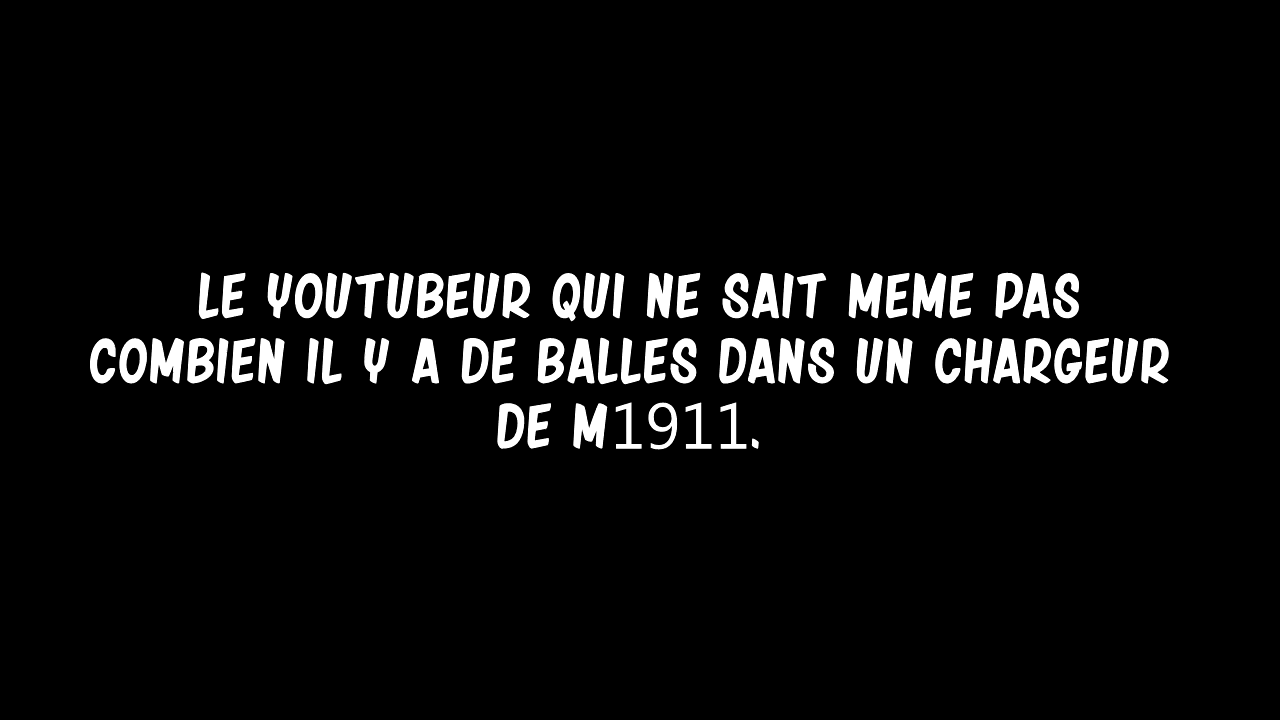 LE YOUTUBEUR QUI NE SAIT MEME PAS
COMBIEN IL Y A DE BALLES DANS UN CHARGEUR
DE M1911.